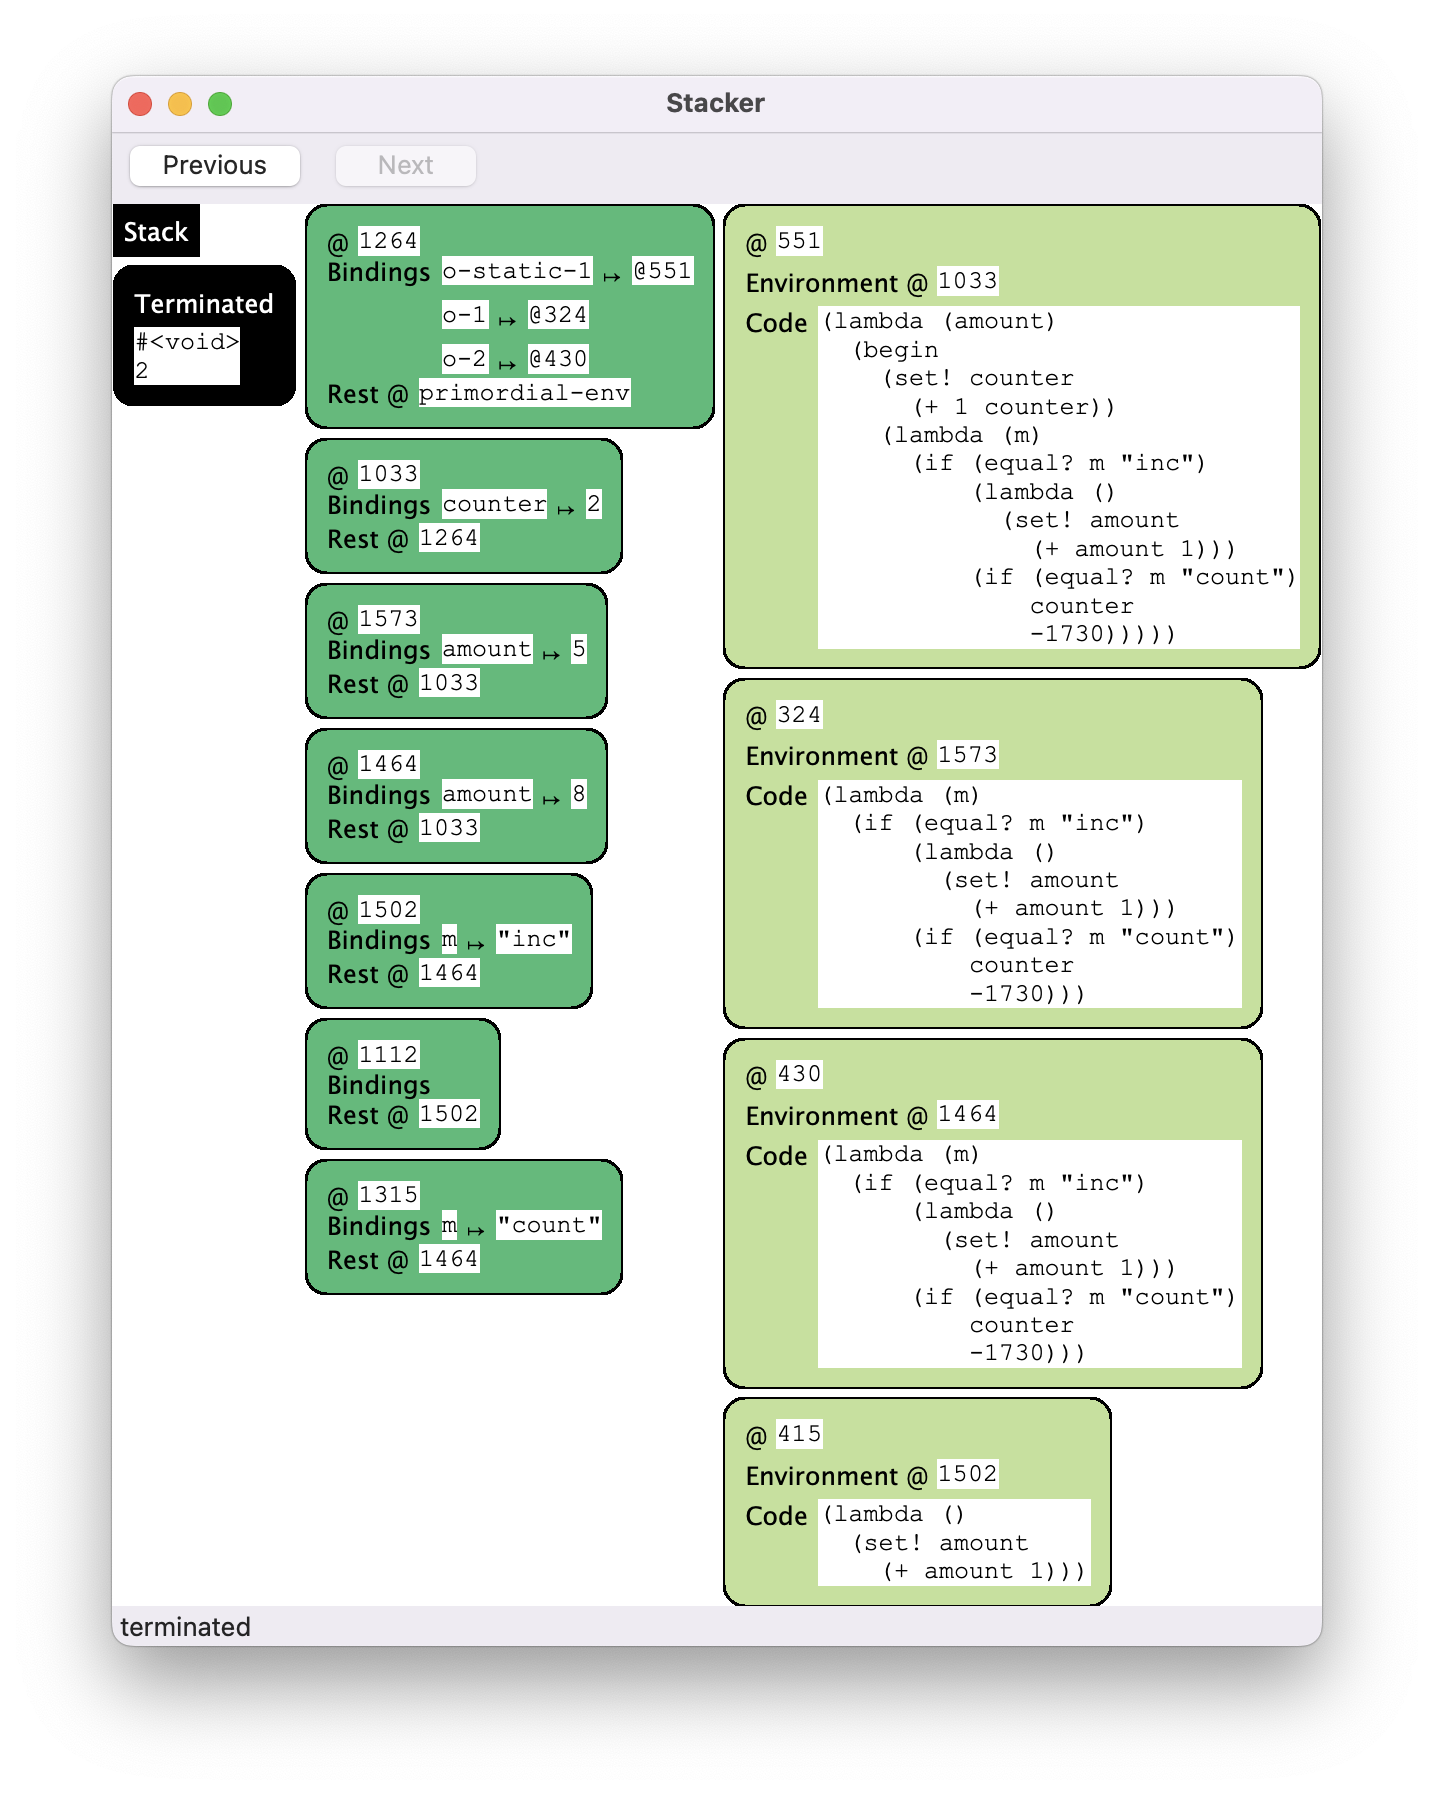 Stacker
Previous
Next
Stack
Terminated
#<void>
2
@ 1264
Bindings o-static-1 ↦ @551
o-1 ↦ @324
o-2 ↦ @430
Rest @ primordial-env
@ 1033
Bindings counter ↦ 2
Rest @ 1264
@ 1573
Bindings amount ↦ 5
Rest @ 1033
@ 1464
Bindings amount ↦ 8
Rest @ 1033
@ 1502
Bindings m ↦ "inc"
Rest @ 1464
@ 1112
Bindings
Rest @ 1502
@ 1315
Bindings m ↦ "count"
Rest @ 1464
@ 551
Environment @ 1033
Code (lambda (amount)
(begin
(set! counter
(+ 1 counter))
(lambda (m)
(if (equal? m "inc")
(lambda ()
(set! amount
(+ amount 1)))
(if (equal? m "count")
counter
-1730)))))
@ 324
Environment @ 1573
Code (lambda (m)
(if (equal? m "inc")
(lambda ()
(set! amount
(+ amount 1)))
(if (equal? m "count")
counter
-1730)))
@ 430
Environment @ 1464
Code (lambda (m)
(if (equal? m "inc")
(lambda ()
(set! amount
(+ amount 1)))
(if (equal? m "count")
counter
-1730)))
@ 415
Environment @ 1502
Code (lambda ()
(set! amount
(+ amount 1)))
terminated